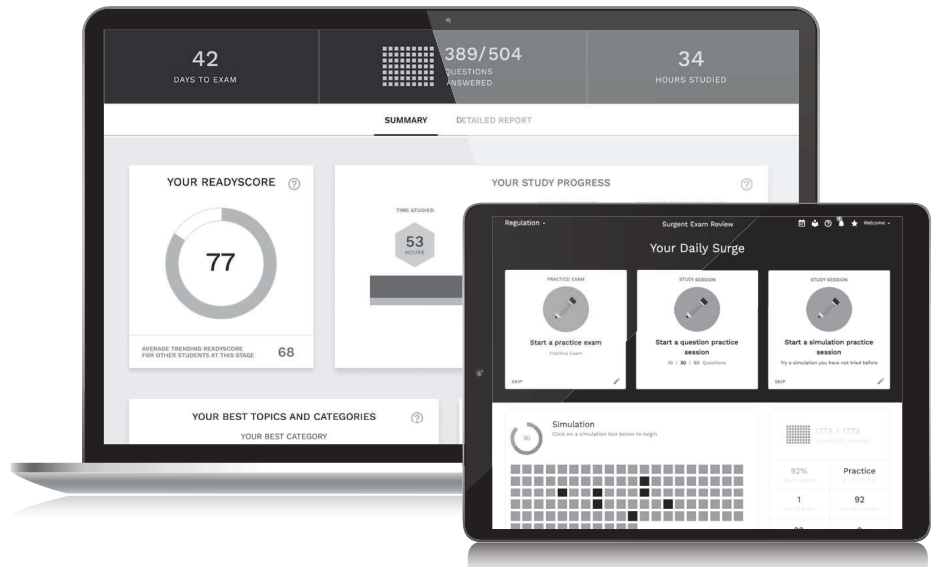 42
DAYS TO EXAM
389/504
QUESTIONS
ANSWERED
34
HOURS STUDIED
SUMMARY
DETAILED REPORT
YOUR READYSCORE ?
77
AVERAGE TRENDING READYSCORE
FOR OTHER STUDENTS AT THIS STAGE
68
YOUR STUDY PROGRESS ?
TIME STUDIED
53
HOURS
YOUR BEST TOPICS AND CATEGORIES ?
YOUR BEST CATEGORY
Regulation
Surgent Exam Review
Welcome
Your Daily Surge
PRACTICE EXAM
Start a practice exam
Practice Exam
SKIP
STUDY SESSION
Start a question practice
session
10 | 30 | 60 Questions
STUDY SESSION
Start a simulation practice
session
Try a simulation you have not tried before
SKIP
90
Simulation
Click on a simulation box below to begin
1773 / 1773
92%
Practice
1
92